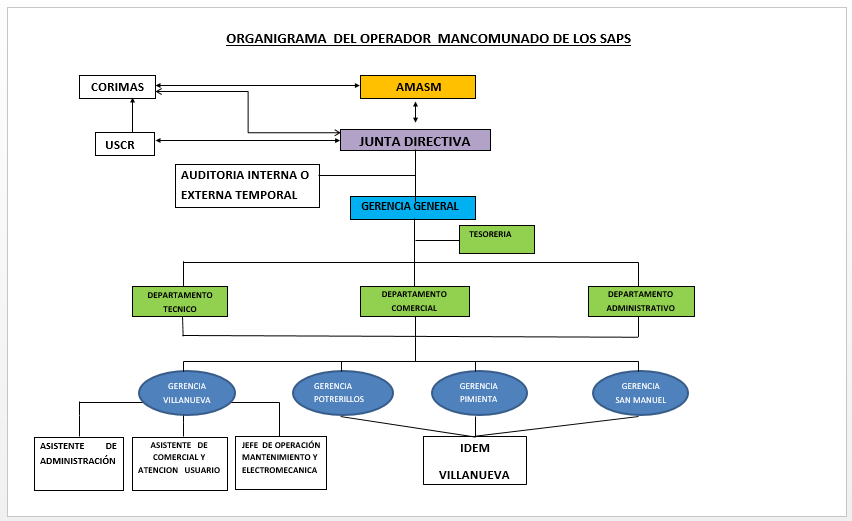 ORGANIGRAMA DEL OPERADOR MANCOMUNADO DE LOS SAPS
CORIMAS
AMASM
USCR
JUNTA DIRECTIVA
AUDITORIA INTERNA O
EXTERNA TEMPORAL
GERENCIA GENERAL
TESORERIA
DEPARTAMENTO
TECNICO
DEPARTAMENTO
COMERCIAL
DEPARTAMENTO
ADMINISTRATIVO
GERENCIA
VILLANUEVA
GERENCIA
POTRERILLOS
GERENCIA
PIMIENTA
GERENCIA
SAN MANUEL
ASISTENTE DE
ADMINISTRACIÓN
ASISTENTE DE
COMERCIAL Y
ATENCION USUARIO
JEFE DE OPERACIÓN
MANTENIMIENTO Y
ELECTROMECANICA
IDEM
VILLANUEVA